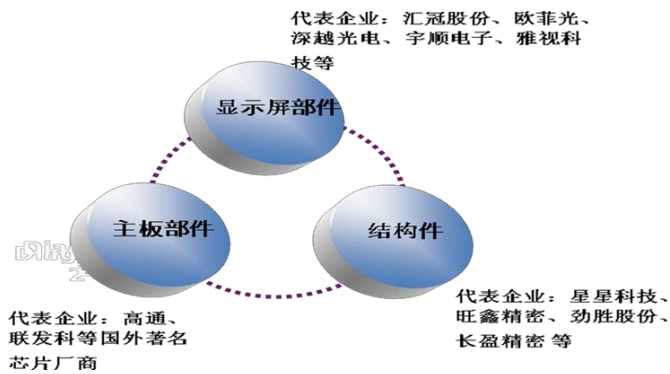 代表企业：汇冠股份、欧菲光、
深越光电、宇顺电子、雅视科
技等
显示屏部件
主板部件
结构件
代表企业：高通、
联发科等国外著名
芯片厂商
代表企业：星星科技、
旺鑫精密、劲胜股份、
长盈精密 等